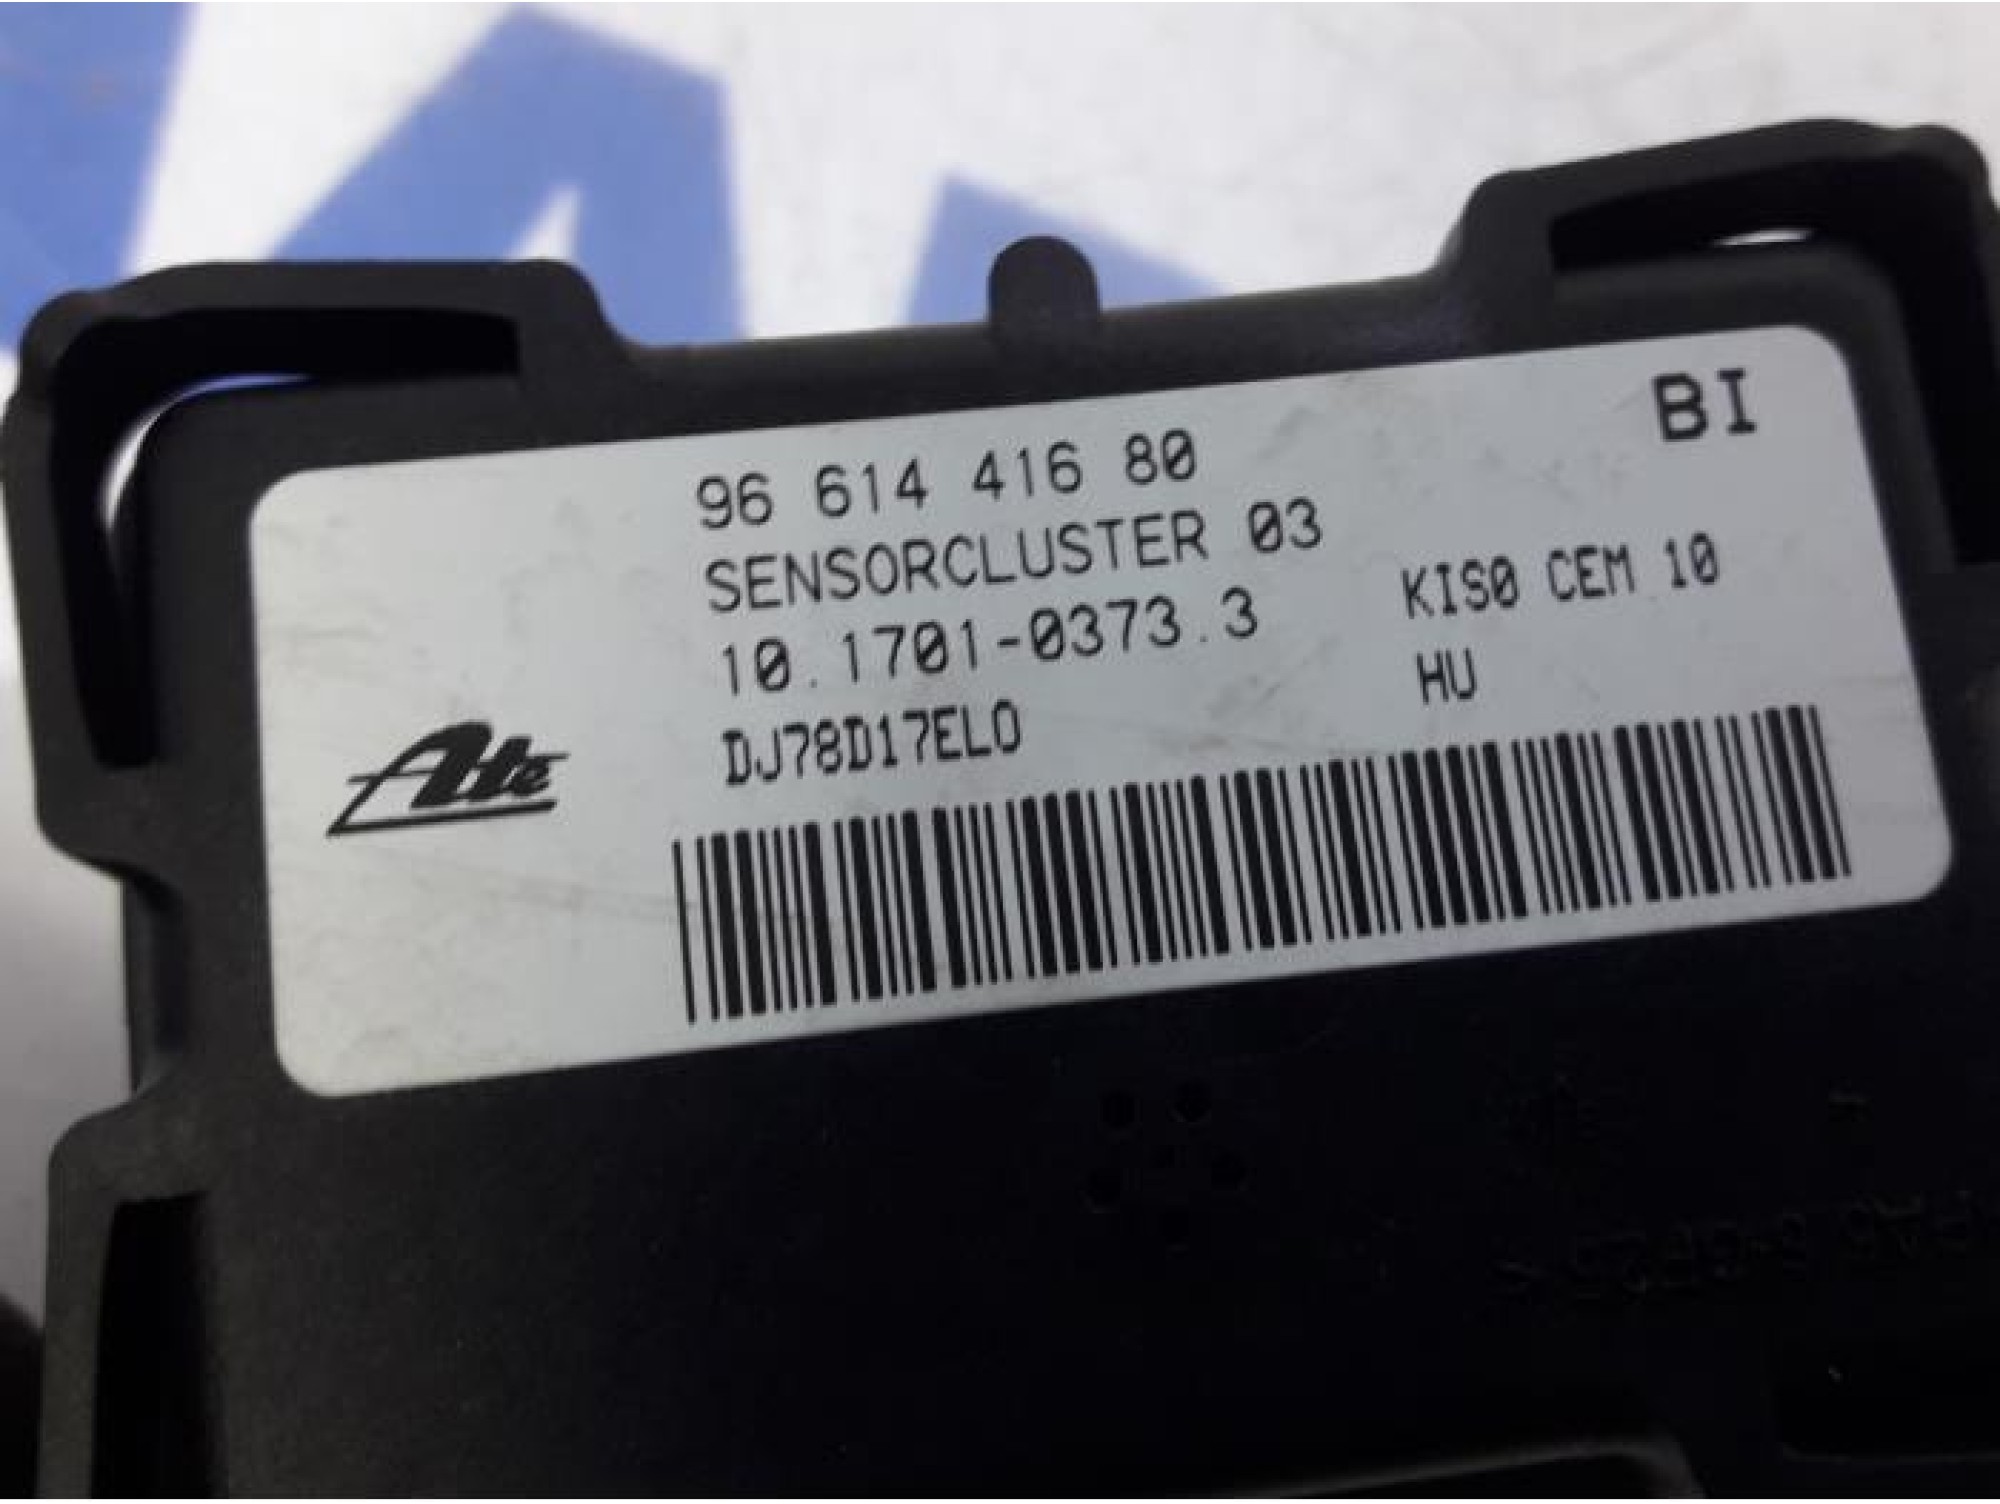 BI
96 614 416 80
SENSORCLUSTER 03
10.1701-0373.3
KIS0 CEM 10
DJ78D17EL0
HU
Ate